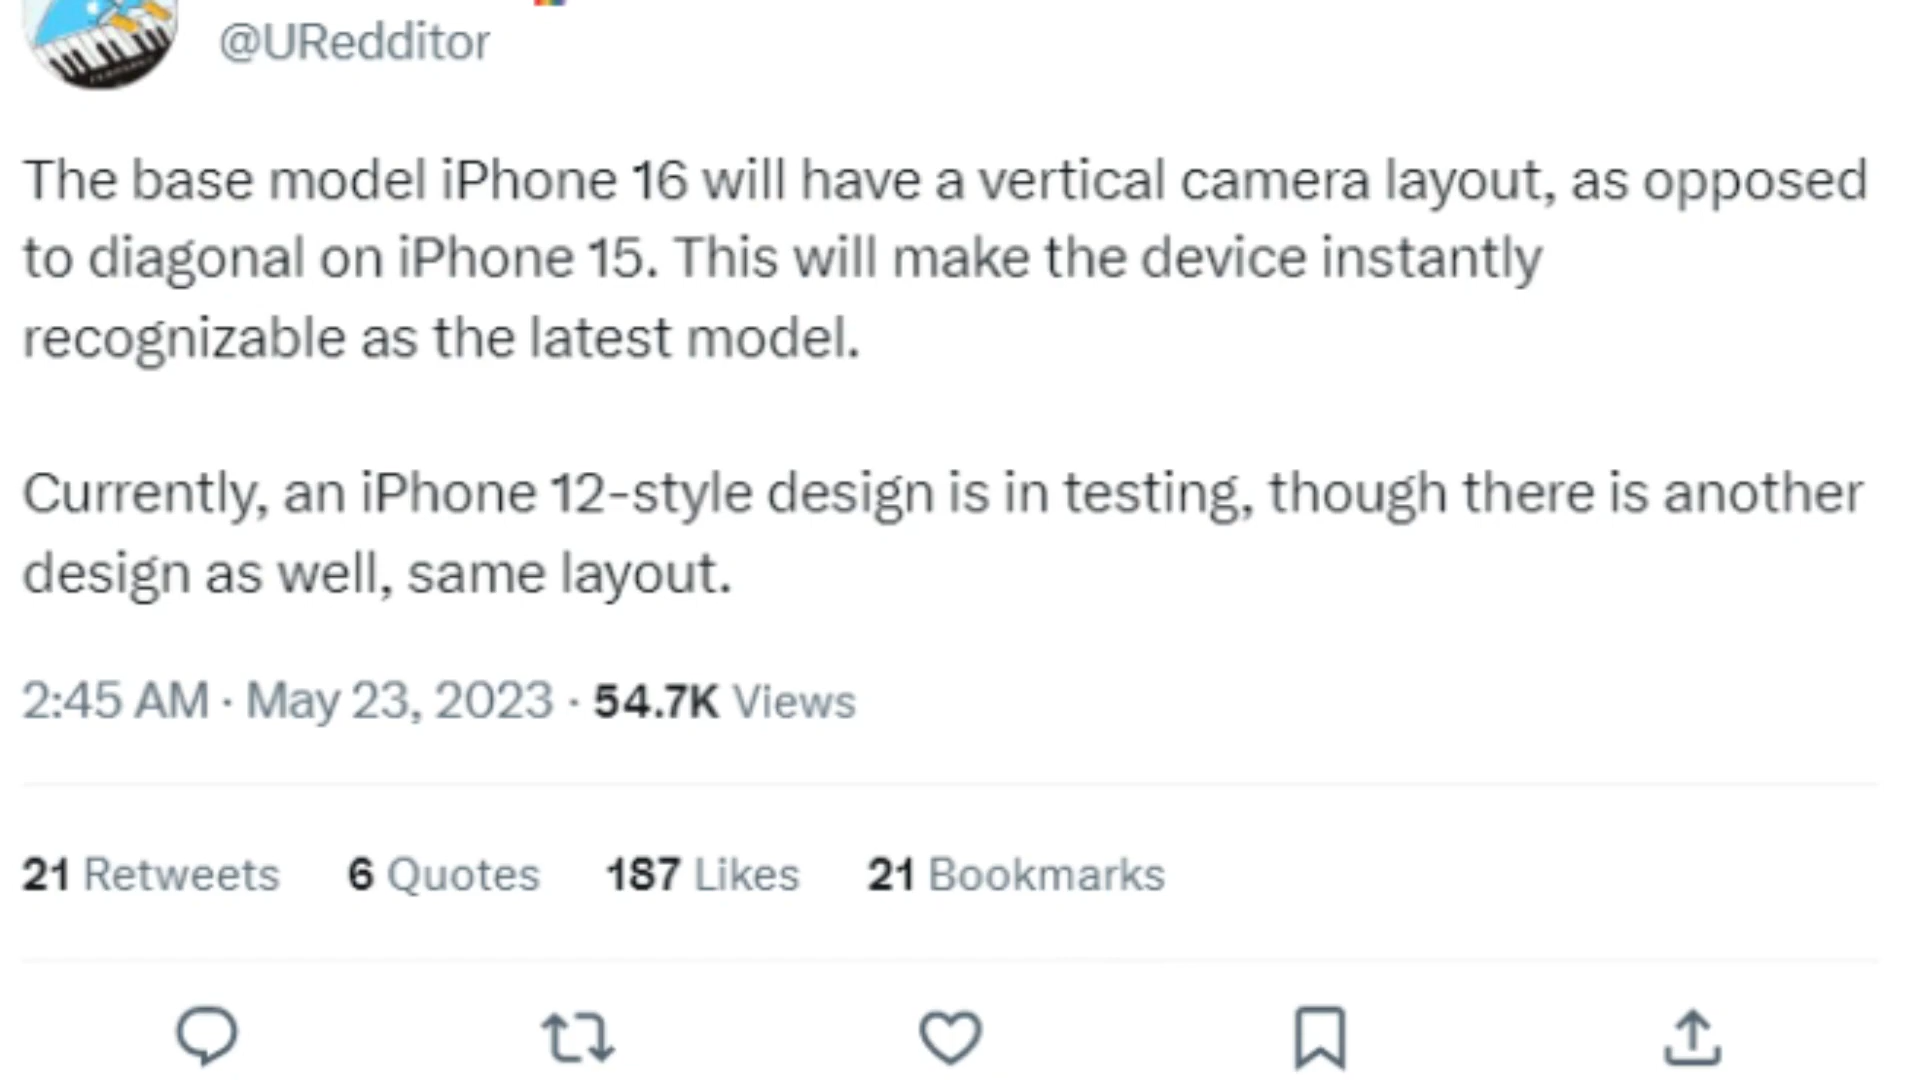 @URedditor
The base model iPhone 16 will have a vertical camera layout, as opposed
to diagonal on iPhone 15. This will make the device instantly
recognizable as the latest model.
Currently, an iPhone 12-style design is in testing, though there is another
design as well, same layout.
2:45 AM · May 23, 2023 · 54.7K Views
21 Retweets 6 Quotes 187 Likes 21 Bookmarks